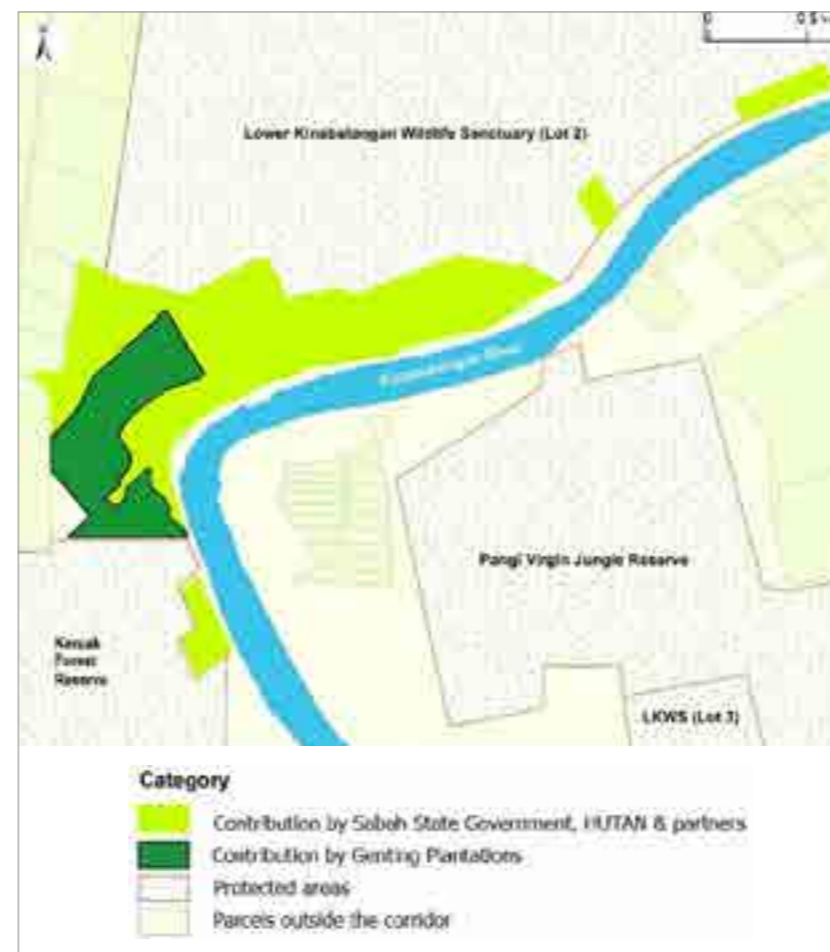 Lower Kinabatangan Wildlife Sanctuary (Lot 2)
Kinabatangan River
Pangi Virgin Jungle Reserve
Forest
Reserve
LKWS (Lot 3)
Category
Contribution by Sabah State Government, HUTAN & partners
Contribution by Genting Plantations
Protected areas
Parcels outside the corridor